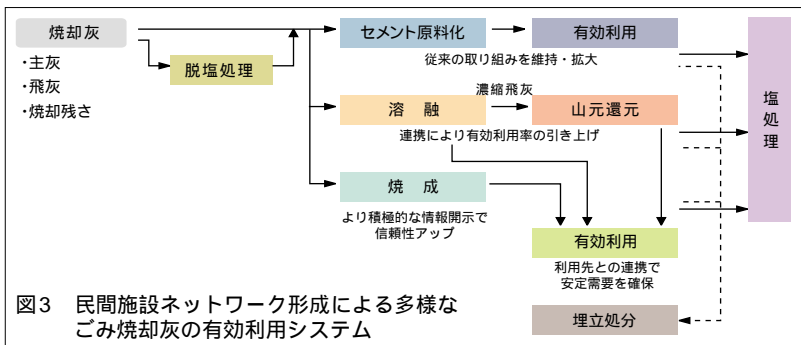 焼却灰
・主灰
・飛灰
・焼却残さ
脱塩処理
セメント原料化
有効利用
従来の取り組みを維持・拡大
濃縮飛灰
溶 融
山元還元
連携により有効利用率の引き上げ
焼 成
より積極的な情報開示で
信頼性アップ
有効利用
利用先との連携で
安定需要を確保
埋立処分
塩処理
図3 民間施設ネットワーク形成による多様な
ごみ焼却灰の有効利用システム